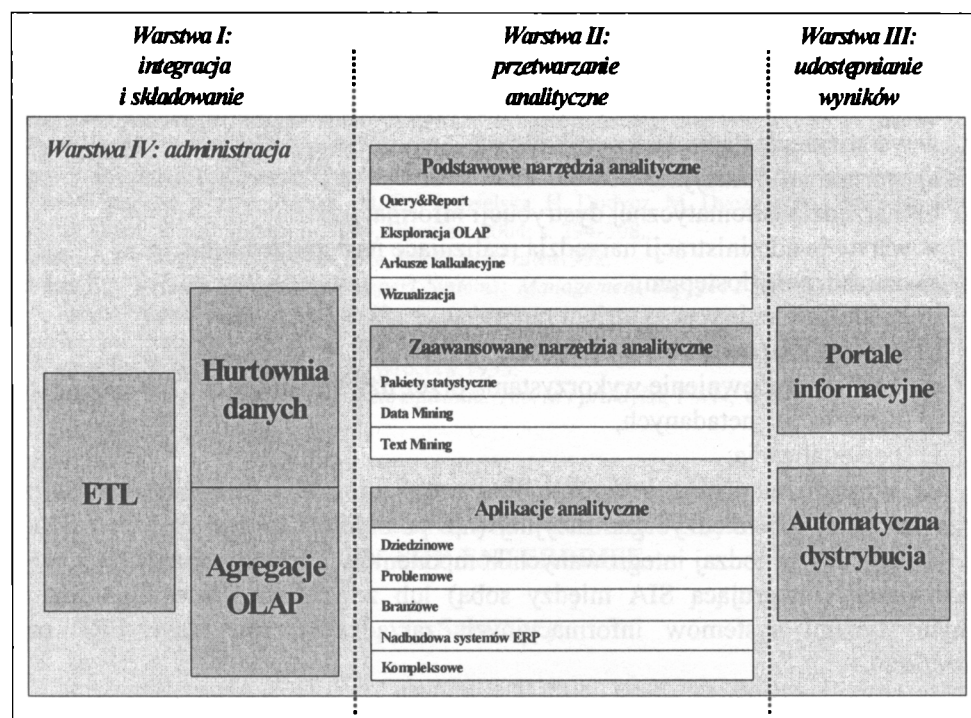 Warstwa I:
integracja
i składowanie
Warstwa II:
przetwarzanie
analityczne
Warstwa III:
udostępnianie
wyników
Warstwa IV: administracja
ETL
Hurtownia
danych
Agregacje
OLAP
Podstawowe narzędzia analityczne
Query&Report
Eksploracja OLAP
Arkusze kalkulacyjne
Wizualizacja
Zaawansowane narzędzia analityczne
Pakiety statystyczne
Data Mining
Text Mining
Aplikacje analityczne
Dziedzinowe
Problemowe
Branżowe
Nadbudowa systemów ERP
Kompleksowe
Portale
informacyjne
Automatyczna
dystrybucja